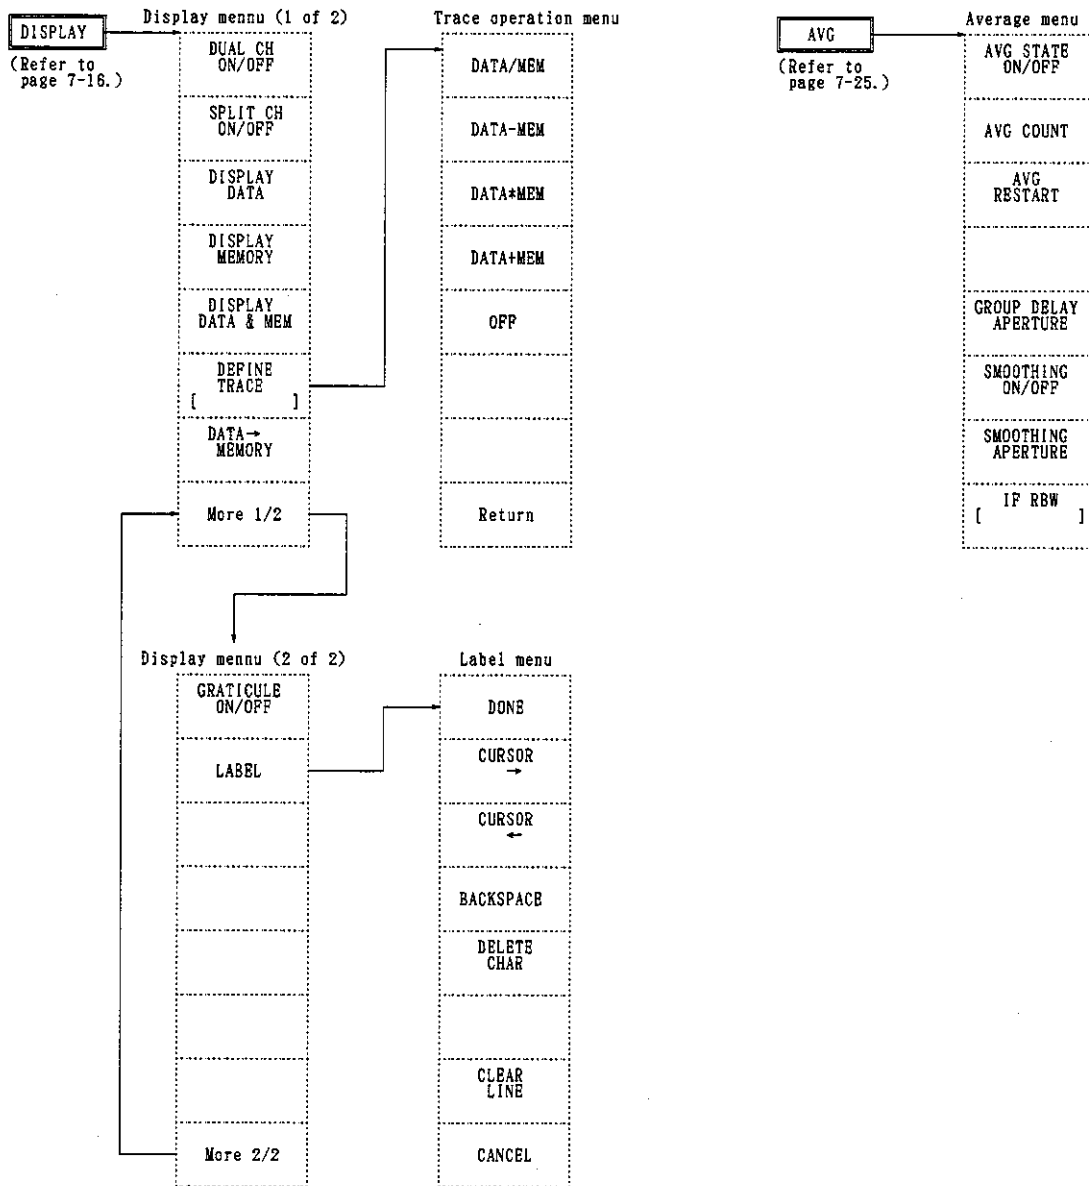 DISPLAY
(Refer to
page 7-16.)
Display mennu (1 of 2)
DUAL CH
ON/OFF
SPLIT CH
ON/OFF
DISPLAY
DATA
DISPLAY
MEMORY
DISPLAY
DATA & MEM
DEFINE
TRACE
[ ]
DATA→
MEMORY
More 1/2
Trace operation menu
DATA/MEM
DATA-MEM
DATA*MEM
DATA+MEM
OFF
Return
AVG
(Refer to
page 7-25.)
Average menu
AVG STATE
ON/OFF
AVG COUNT
AVG
RESTART
GROUP DELAY
APERTURE
SMOOTHING
ON/OFF
SMOOTHING
APERTURE
IF RBW
[ ]
Display mennu (2 of 2)
GRATICULE
ON/OFF
LABEL
More 2/2
Label menu
DONE
CURSOR
→
CURSOR
←
BACKSPACE
DELETE
CHAR
CLEAR
LINE
CANCEL